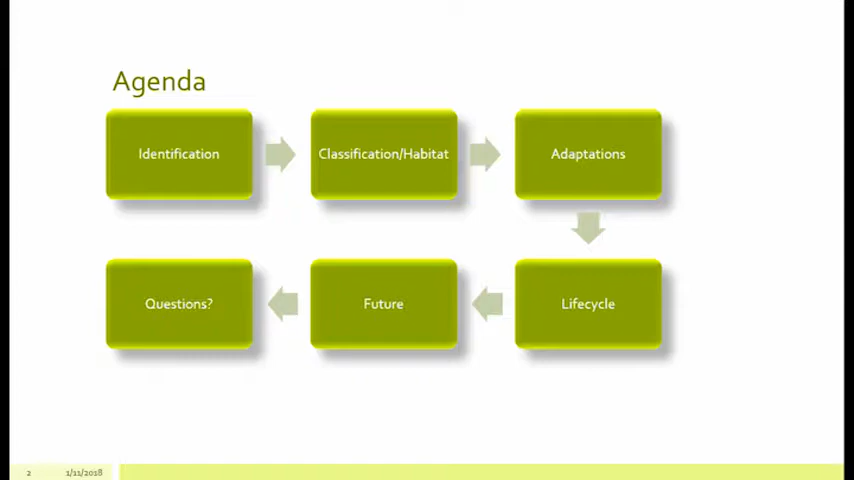 Agenda
Identification
Classification/Habitat
Adaptations
Lifecycle
Future
Questions?
2
1/11/2018